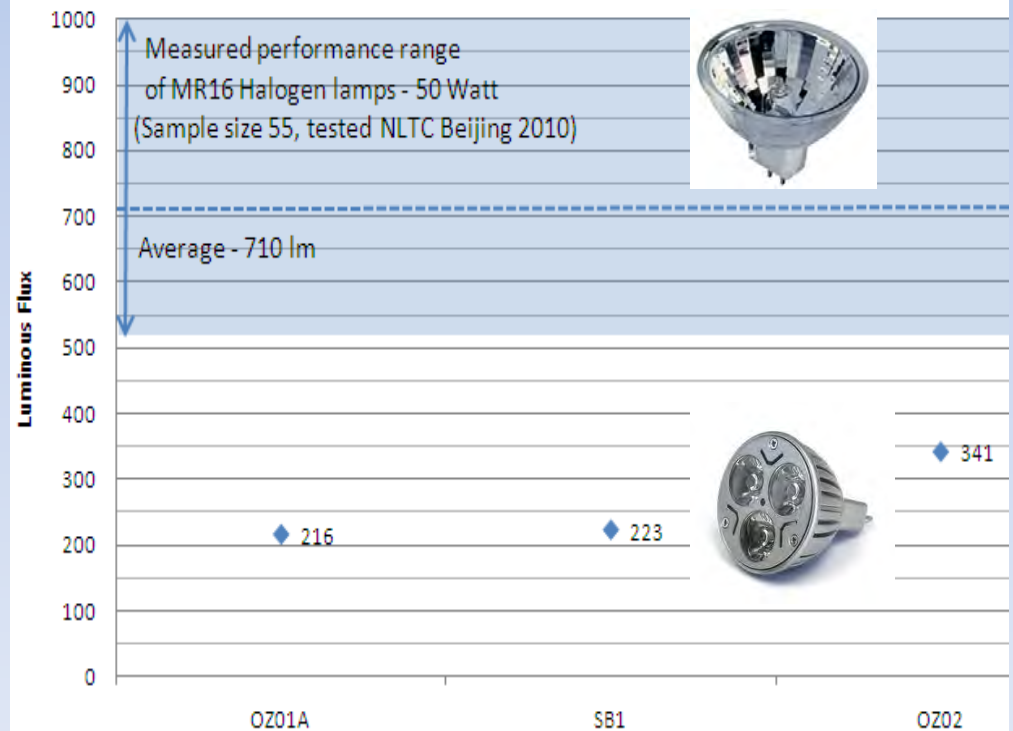 1000
Measured performance range
900
of MR16 Halogen lamps - 50 Watt
(Sample size 55, tested NLTC Beijing 2010)
800
700
Average - 710 lm
600
500
400
300
200
100
0
Luminous Flux
216
223
341
OZ01A
SB1
OZ02